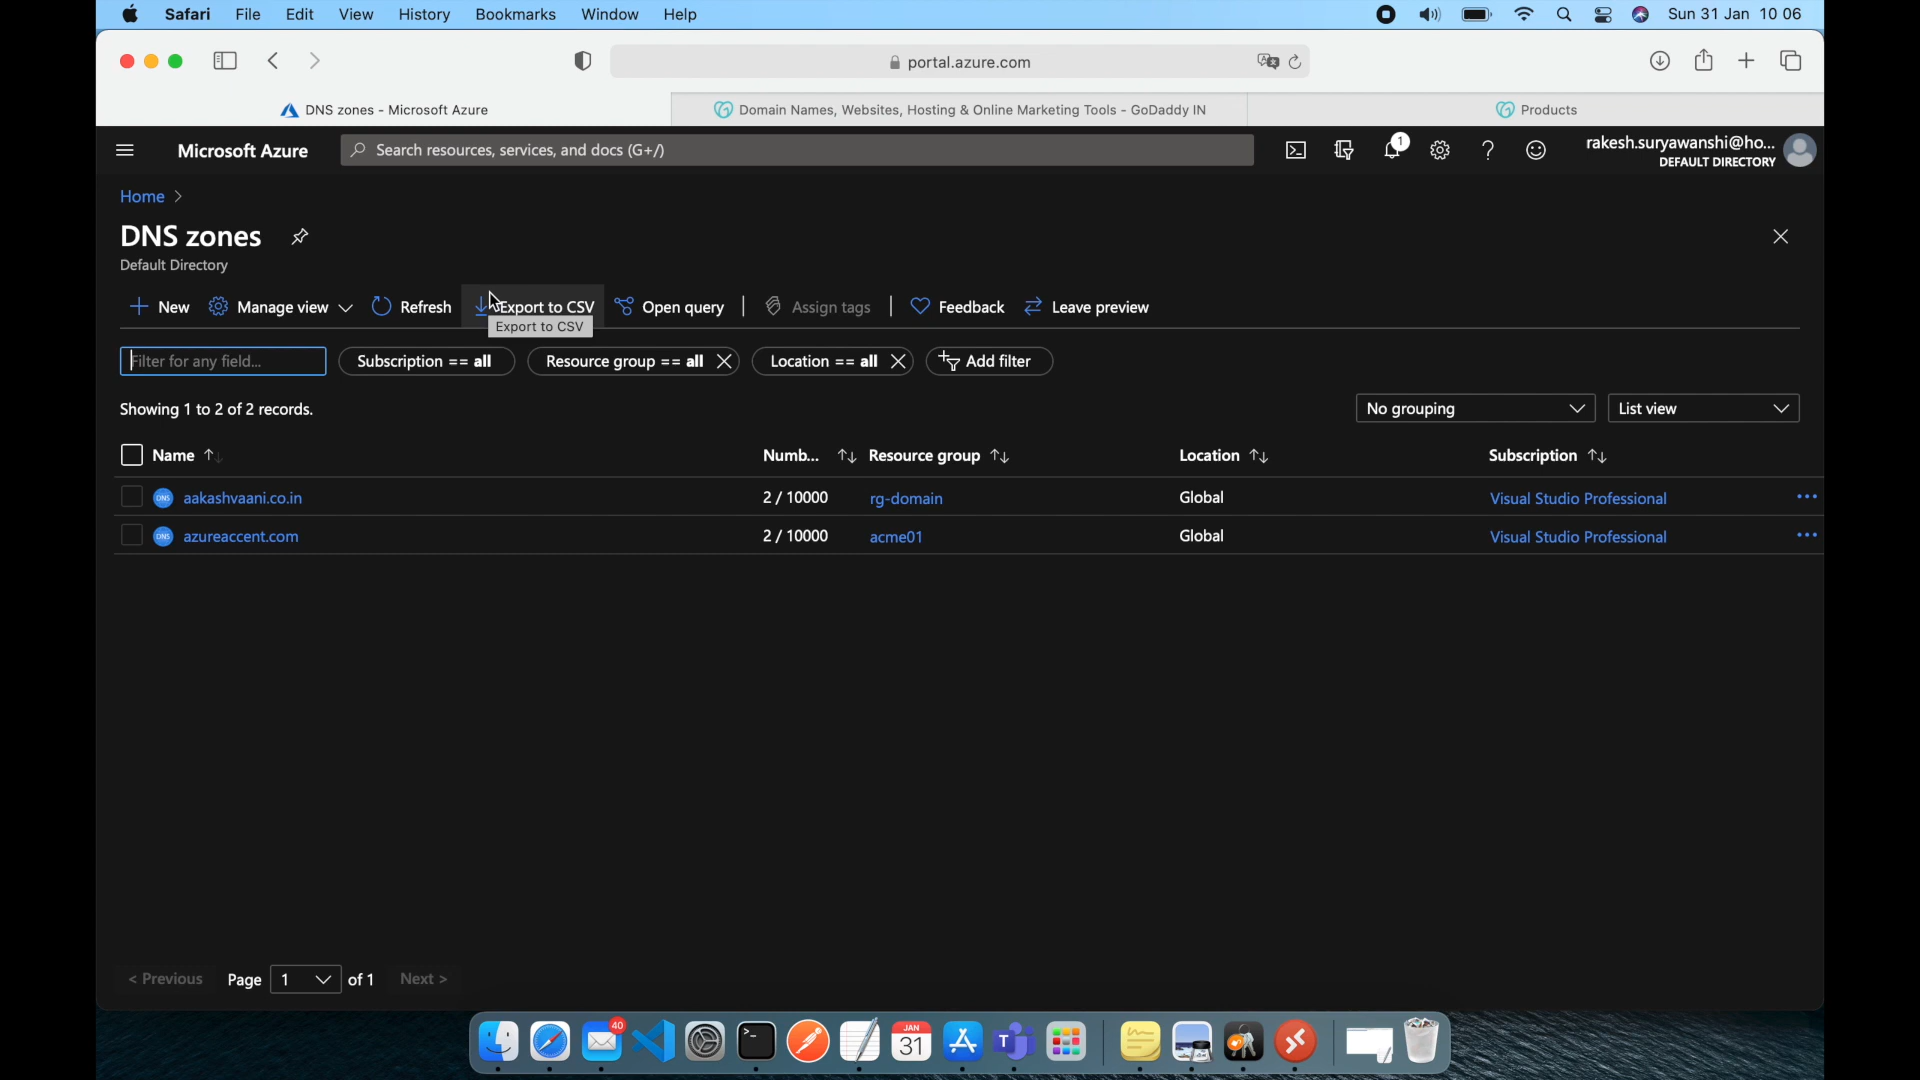 Safari File Edit View History Bookmarks Window Help Sun 31 Jan 10 06
portal.azure.com
DNS zones - Microsoft Azure Domain Names, Websites, Hosting & Online Marketing Tools - GoDaddy IN Products
Microsoft Azure Search resources, services, and docs (G+/) 1 rakesh.suryawanshi@ho...
DEFAULT DIRECTORY
Home >
DNS zones
Default Directory
New Manage view Refresh Export to CSV Open query Assign tags Feedback Leave preview
Export to CSV
Filter for any field... Subscription == all Resource group == all Location == all Add filter
Showing 1 to 2 of 2 records. No grouping List view
Name Numb... Resource group Location Subscription
DNS aakashvaani.co.in 2 / 10000 rg-domain Global Visual Studio Professional ...
DNS azureaccent.com 2 / 10000 acme01 Global Visual Studio Professional ...
< Previous Page 1 of 1 Next >
40
JAN
31